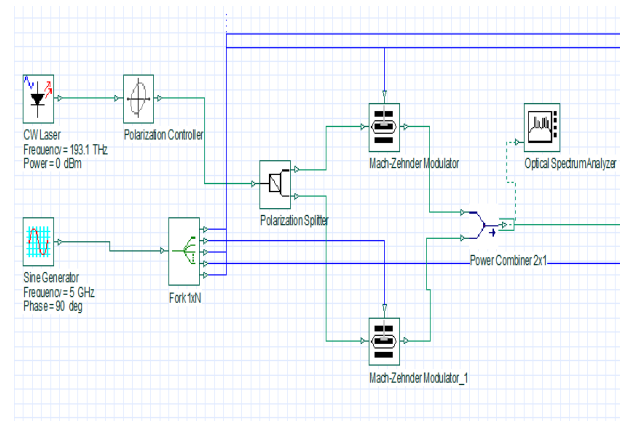 CW Laser
Frequency = 193.1 THz
Power = 0 dBm
Polarization Controller
Mach-Zehnder Modulator
Optical Spectrum Analyzer
Polarization Splitter
Sine Generator
Frequency = 5 GHz
Phase = 90 deg
Fork 1xN
Power Combiner 2x1
Mach-Zehnder Modulator_1